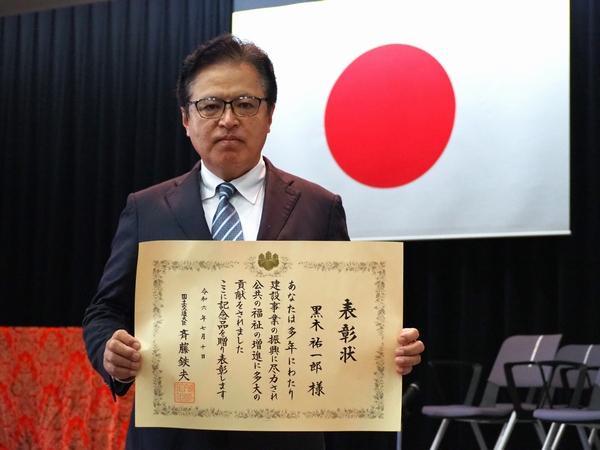 表彰状
黒木祐一郎様
あなたは多年にわたり
建設事業の振興に尽力され
公共の福祉の増進に多大の
貢献をされました
ここに記念品を贈り表彰します
令和六年七月十日
国土交通大臣 斉藤鉄夫